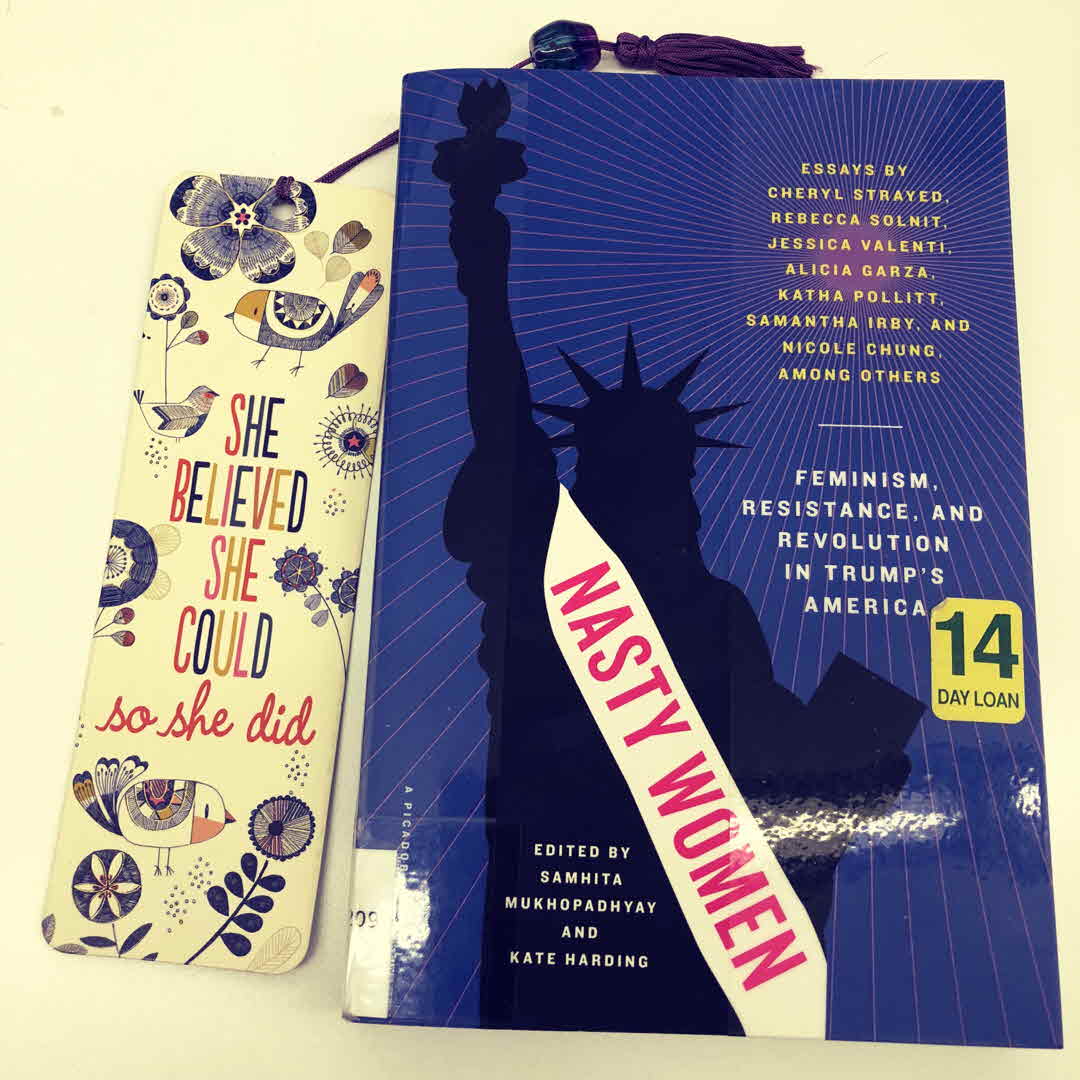 SHE
BELIEVED
SHE
COULD
so she did
ESSAYS BY
CHERYL STRAYED,
REBECCA SOLNIT,
JESSICA VALENTI,
ALICIA GARZA,
KATHA POLLITT,
SAMANTHA IRBY, AND
NICOLE CHUNG,
AMONG OTHERS
FEMINISM,
RESISTANCE, AND
REVOLUTION
IN TRUMP'S
AMERICA
14
DAY LOAN
NASTY WOMEN
A PICADOR
EDITED BY
SAMHITA
MUKHOPADHYAY
AND
KATE HARDING